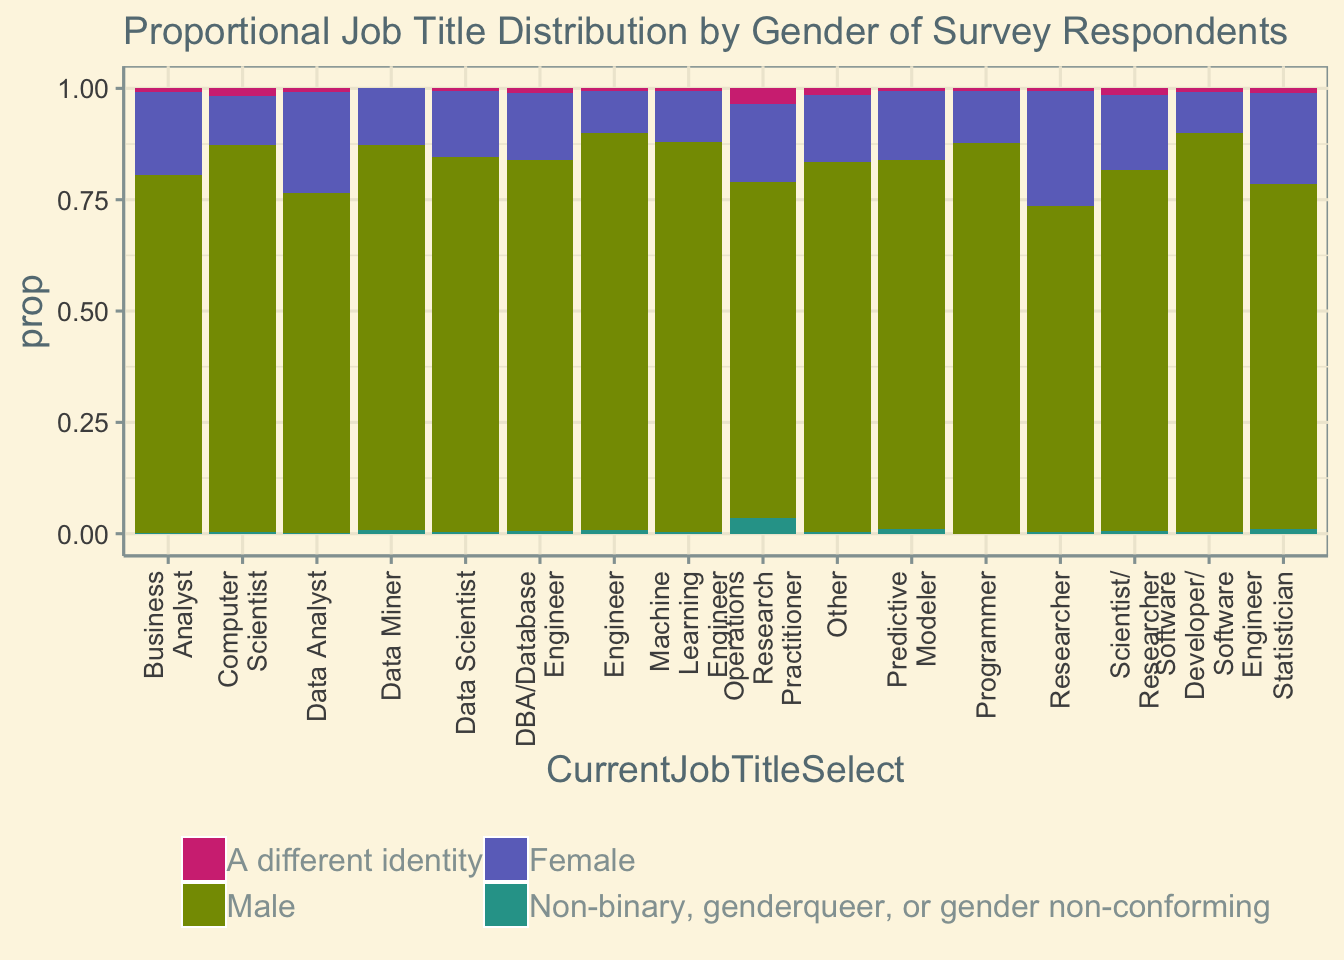 Proportional Job Title Distribution by Gender of Survey Respondents
prop
1.00
0.75
0.50
0.25
0.00
Business
Analyst
Computer
Scientist
Data Analyst
Data Miner
Data Scientist
DBA/Database
Engineer
Engineer
Machine
Learning
Engineer
Operations
Research
Practitioner
Other
Predictive
Modeler
Programmer
Researcher
Scientist/
Researcher
Software
Developer/
Software
Engineer
Statistician
CurrentJobTitleSelect
A different identity
Female
Male
Non-binary, genderqueer, or gender non-conforming